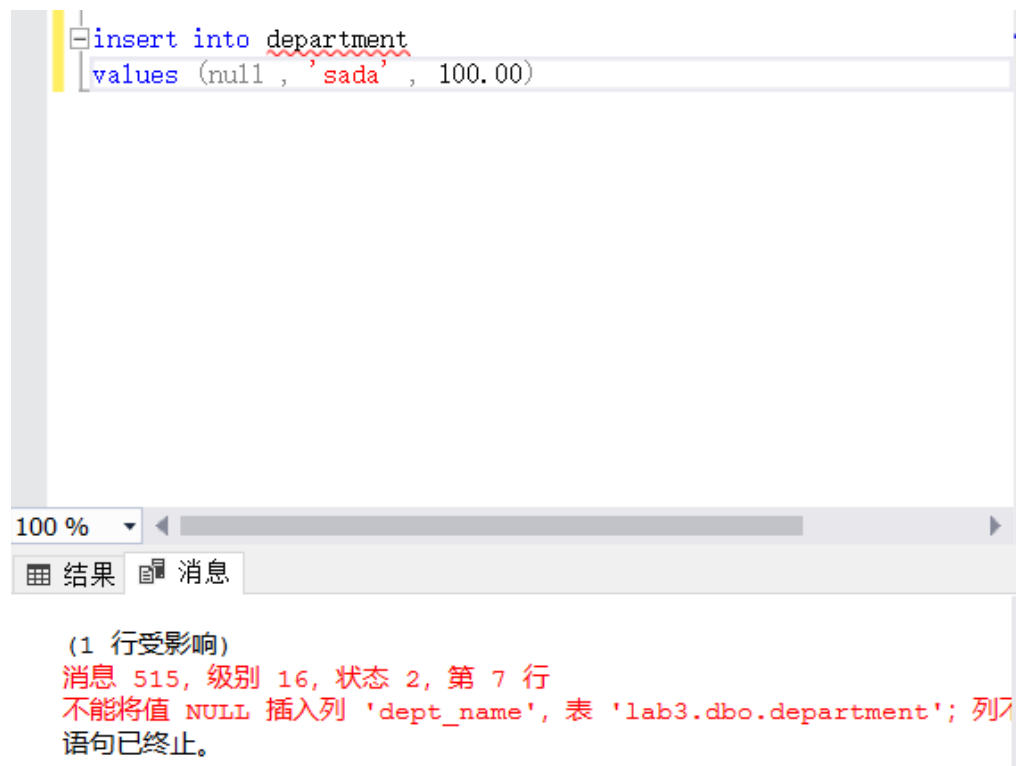 insert into department
values (null , 'sada' , 100.00)
100 %
结果 消息
(1 行受影响)
消息 515, 级别 16, 状态 2, 第 7 行
不能将值 NULL 插入列 'dept_name', 表 'lab3.dbo.department'; 列
语句已终止。